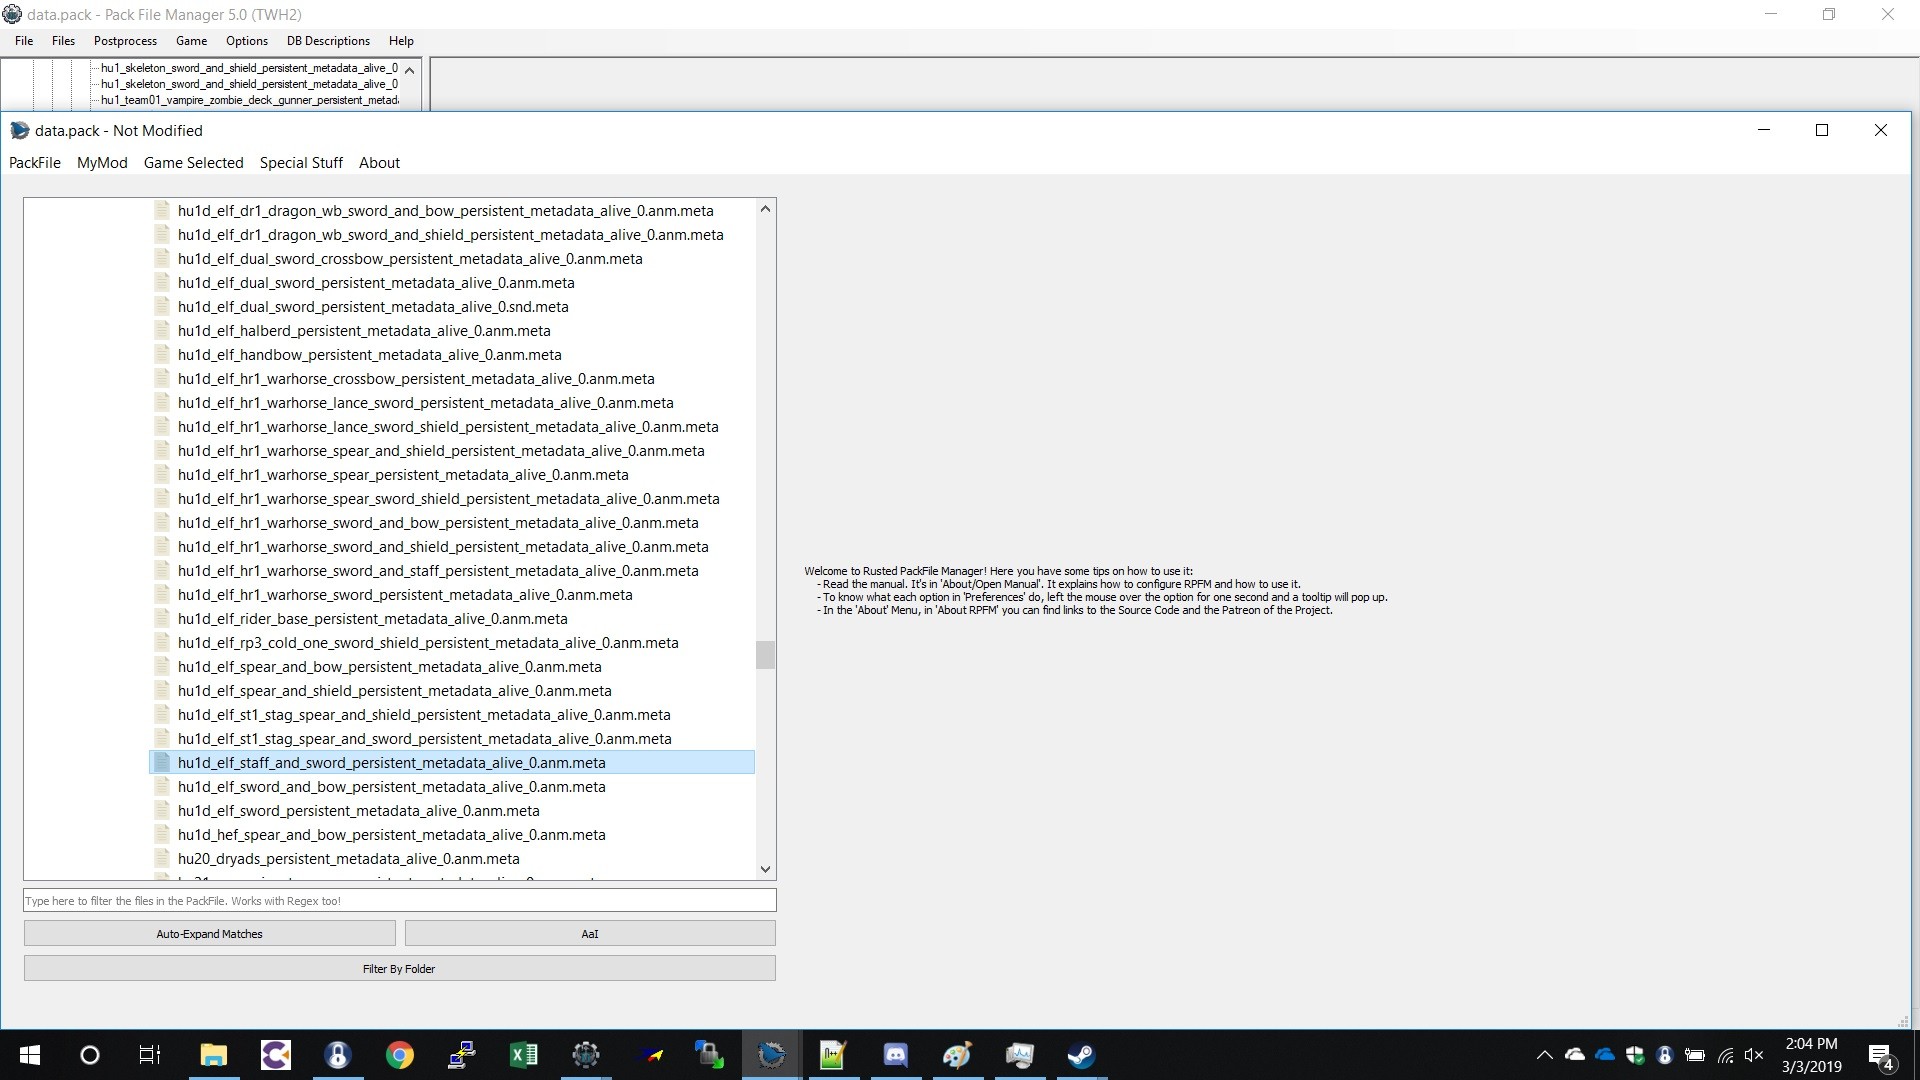 data.pack - Pack File Manager 5.0 (TWH2)
File Files Postprocess Game Options DB Descriptions Help
hu1_skeleton_sword_and_shield_persistent_metadata_alive_0
hu1_skeleton_sword_and_shield_persistent_metadata_alive_0
hu1_team01_vampire_zombie_deck_gunner_persistent_metad
data.pack - Not Modified
PackFile MyMod Game Selected Special Stuff About
hu1d_elf_dr1_dragon_wb_sword_and_bow_persistent_metadata_alive_0.anm.meta
hu1d_elf_dr1_dragon_wb_sword_and_shield_persistent_metadata_alive_0.anm.meta
hu1d_elf_dual_sword_crossbow_persistent_metadata_alive_0.anm.meta
hu1d_elf_dual_sword_persistent_metadata_alive_0.anm.meta
hu1d_elf_dual_sword_persistent_metadata_alive_0.snd.meta
hu1d_elf_halberd_persistent_metadata_alive_0.anm.meta
hu1d_elf_handbow_persistent_metadata_alive_0.anm.meta
hu1d_elf_hr1_warhorse_crossbow_persistent_metadata_alive_0.anm.meta
hu1d_elf_hr1_warhorse_lance_sword_persistent_metadata_alive_0.anm.meta
hu1d_elf_hr1_warhorse_lance_sword_shield_persistent_metadata_alive_0.anm.meta
hu1d_elf_hr1_warhorse_spear_and_shield_persistent_metadata_alive_0.anm.meta
hu1d_elf_hr1_warhorse_spear_persistent_metadata_alive_0.anm.meta
hu1d_elf_hr1_warhorse_spear_sword_shield_persistent_metadata_alive_0.anm.meta
hu1d_elf_hr1_warhorse_sword_and_bow_persistent_metadata_alive_0.anm.meta
hu1d_elf_hr1_warhorse_sword_and_shield_persistent_metadata_alive_0.anm.meta
hu1d_elf_hr1_warhorse_sword_and_staff_persistent_metadata_alive_0.anm.meta
hu1d_elf_hr1_warhorse_sword_persistent_metadata_alive_0.anm.meta
hu1d_elf_rider_base_persistent_metadata_alive_0.anm.meta
hu1d_elf_rp3_cold_one_sword_shield_persistent_metadata_alive_0.anm.meta
hu1d_elf_spear_and_bow_persistent_metadata_alive_0.anm.meta
hu1d_elf_spear_and_shield_persistent_metadata_alive_0.anm.meta
hu1d_elf_st1_stag_spear_and_shield_persistent_metadata_alive_0.anm.meta
hu1d_elf_st1_stag_spear_and_sword_persistent_metadata_alive_0.anm.meta
hu1d_elf_staff_and_sword_persistent_metadata_alive_0.anm.meta
hu1d_elf_sword_and_bow_persistent_metadata_alive_0.anm.meta
hu1d_elf_sword_persistent_metadata_alive_0.anm.meta
hu1d_hef_spear_and_bow_persistent_metadata_alive_0.anm.meta
hu20_dryads_persistent_metadata_alive_0.anm.meta
Type here to filter the files in the PackFile. Works with Regex too!
Auto-Expand Matches
AaI
Filter By Folder
Welcome to Rusted PackFile Manager! Here you have some tips on how to use it:
- Read the manual. It's in 'About/Open Manual'. It explains how to configure RPFM and how to use it.
- To know what each option in 'Preferences' do, left the mouse over the option for one second and a tooltip will pop up.
- In the 'About' Menu, in 'About RPFM' you can find links to the Source Code and the Patreon of the Project.
2:04 PM
3/3/2019
4